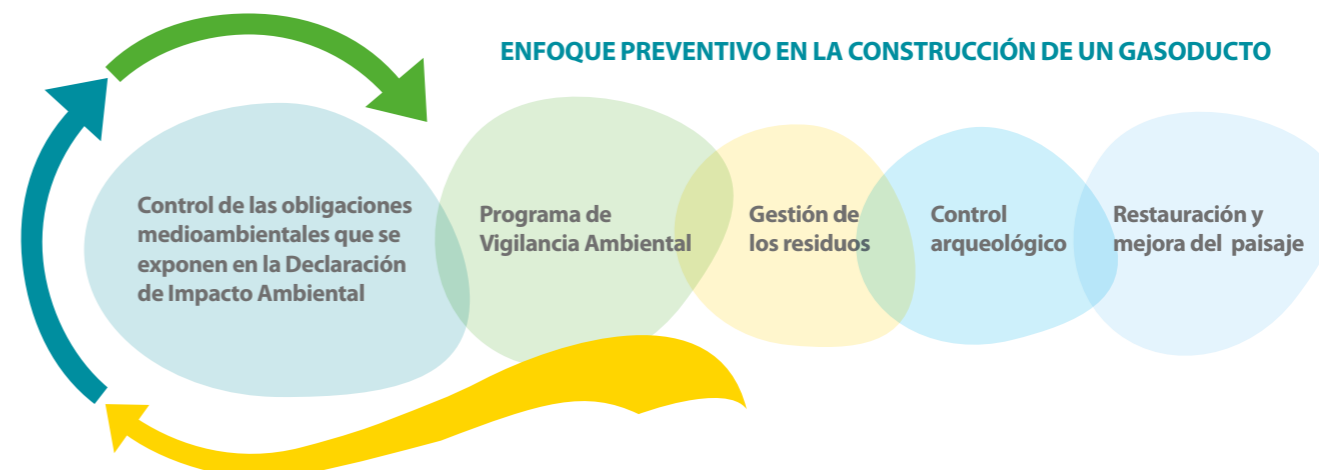 ENFOQUE PREVENTIVO EN LA CONSTRUCCIÓN DE UN GASODUCTO
Control de las obligaciones
medioambientales que se
exponen en la Declaración
de Impacto Ambiental
Programa de
Vigilancia Ambiental
Gestión de
los residuos
Control
arqueológico
Restauración y
mejora del paisaje